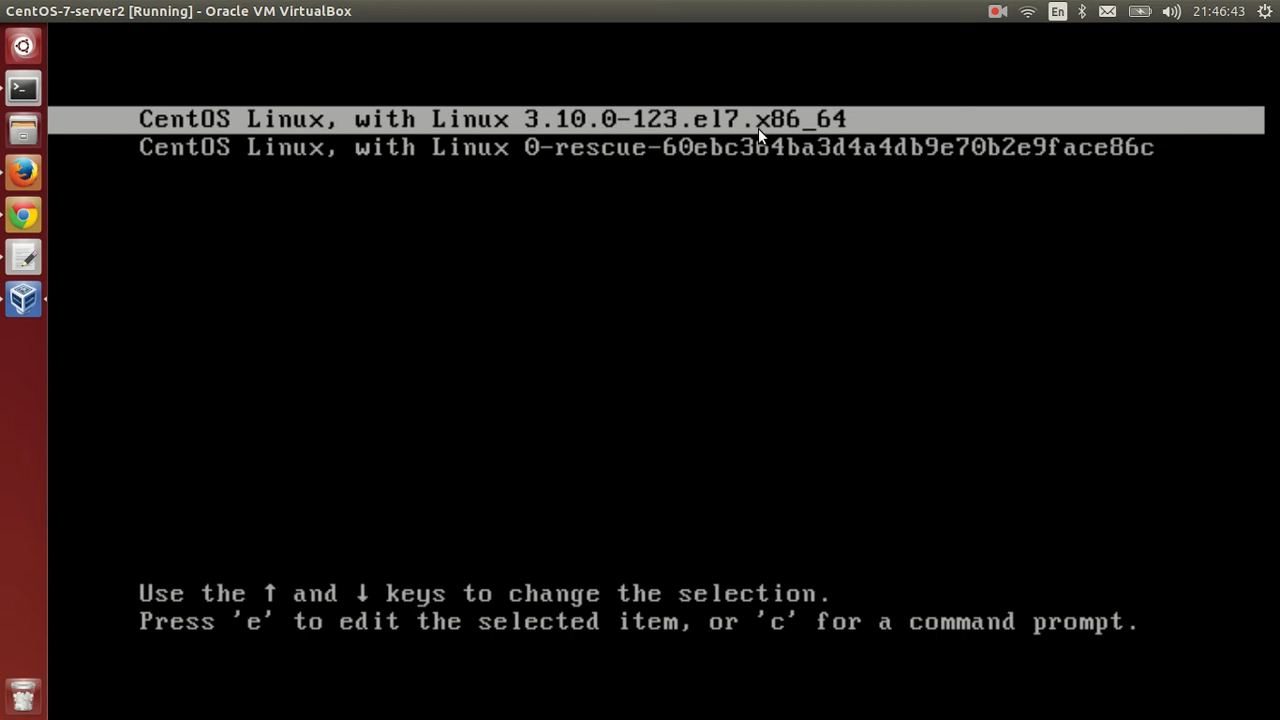 CentOS-7-server2 [Running] - Oracle VM VirtualBox
En
21:46:43
CentOS Linux, with Linux 3.10.0-123.el7.x86_64
CentOS Linux, with Linux 0-rescue-60ebc364ba3d4a4db9e70b2e9face86c
Use the ↑ and ↓ keys to change the selection.
Press 'e' to edit the selected item, or 'c' for a command prompt.